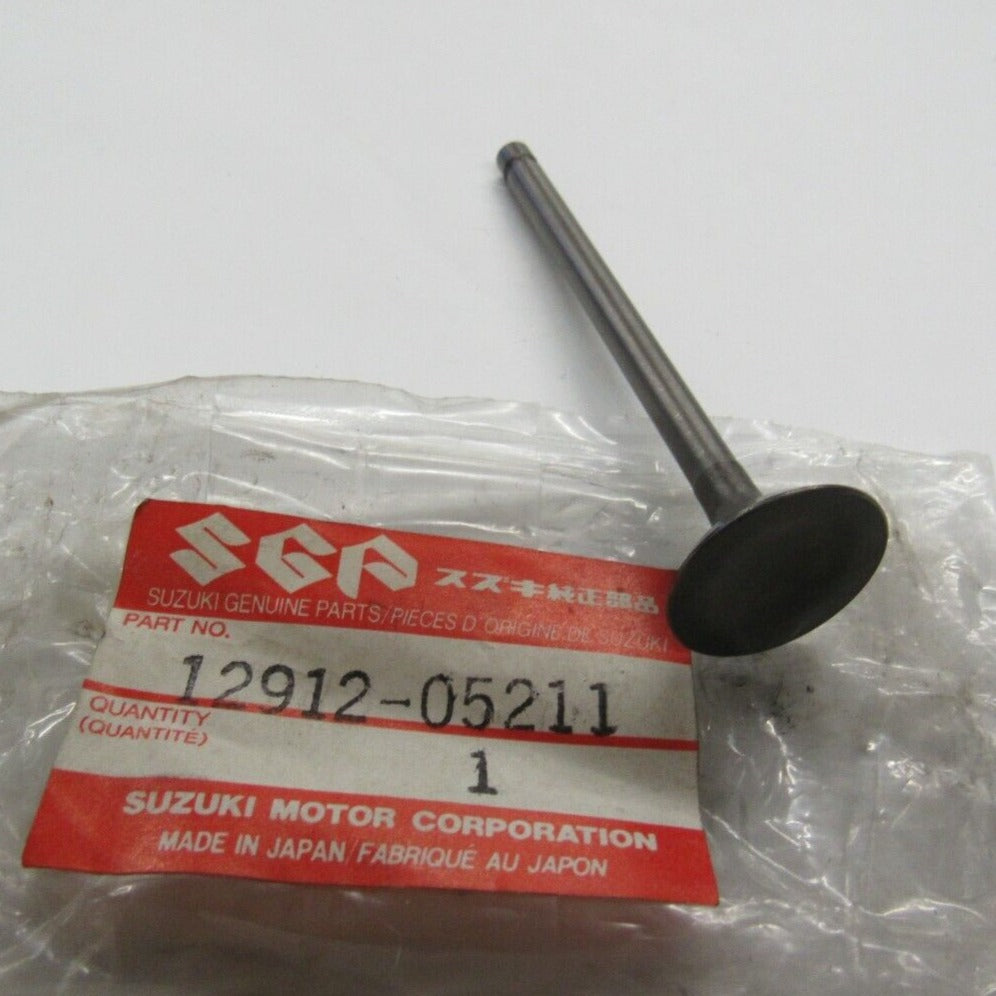 SGP スズキ純正部品
SUZUKI GENUINE PARTS/PIECES D'ORIGINE DE SUZUKI
PART NO.
12912-05211
QUANTITY
(QUANTITÉ)
1
SUZUKI MOTOR CORPORATION
MADE IN JAPAN/FABRIQUÉ AU JAPON